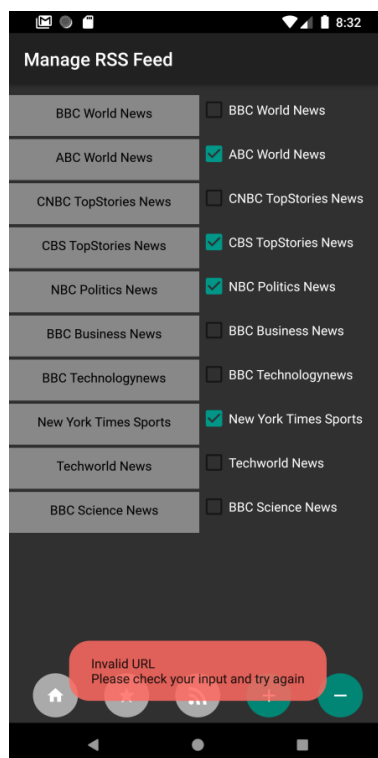 8:32
Manage RSS Feed
BBC World News
BBC World News
ABC World News
ABC World News
CNBC TopStories News
CNBC TopStories News
CBS TopStories News
CBS TopStories News
NBC Politics News
NBC Politics News
BBC Business News
BBC Business News
BBC Technologynews
BBC Technologynews
New York Times Sports
New York Times Sports
Techworld News
Techworld News
BBC Science News
BBC Science News
Invalid URL
Please check your input and try again